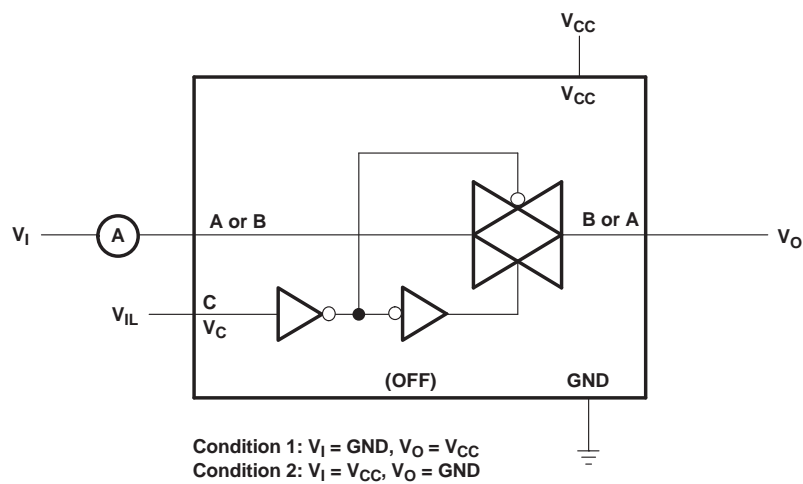 VCC
VCC
VI
A
A or B
B or A
VO
VIL
C
VC
(OFF)
GND
Condition 1: VI = GND, VO = VCC
Condition 2: VI = VCC, VO = GND